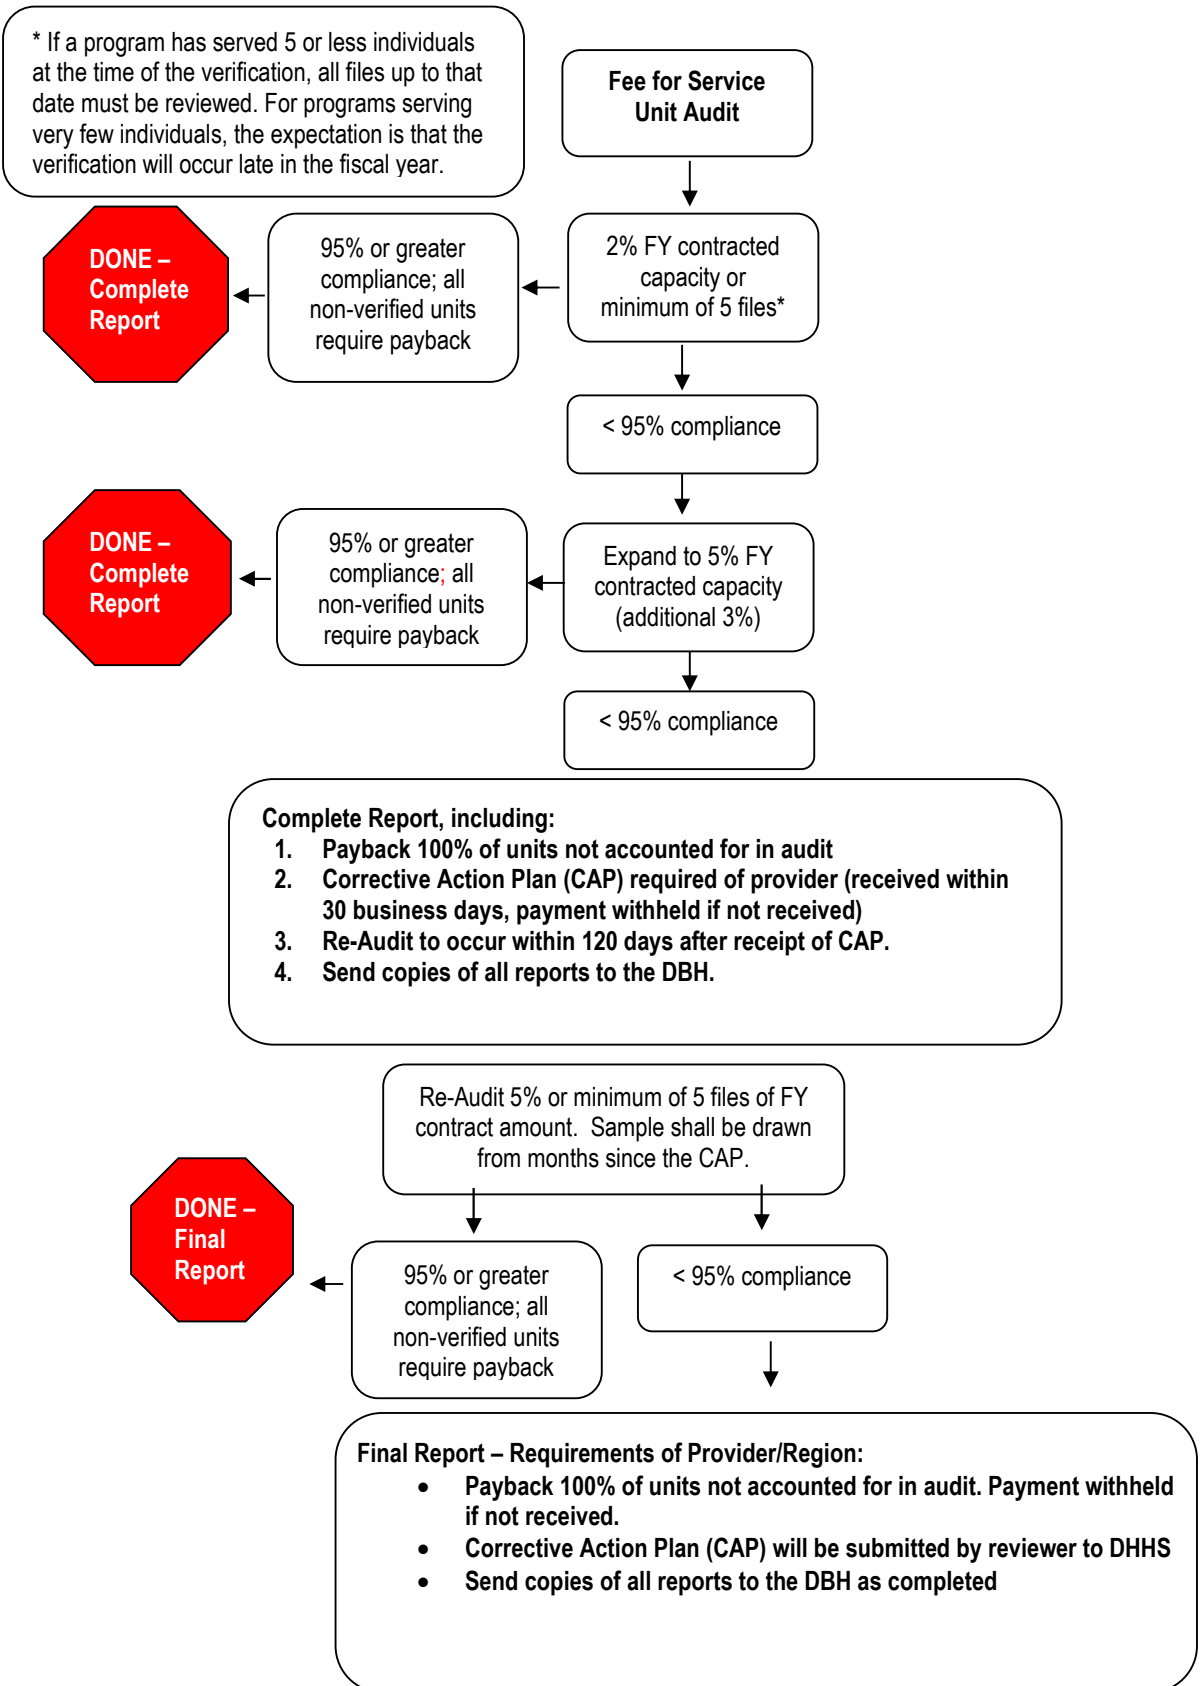 * If a program has served 5 or less individuals
at the time of the verification, all files up to that
date must be reviewed. For programs serving
very few individuals, the expectation is that the
verification will occur late in the fiscal year.
Fee for Service
Unit Audit
2% FY contracted
capacity or
minimum of 5 files*
95% or greater
compliance; all
non-verified units
require payback
DONE –
Complete
Report
< 95% compliance
Expand to 5% FY
contracted capacity
(additional 3%)
95% or greater
compliance; all
non-verified units
require payback
DONE –
Complete
Report
< 95% compliance
Complete Report, including:
1. Payback 100% of units not accounted for in audit
2. Corrective Action Plan (CAP) required of provider (received within
30 business days, payment withheld if not received)
3. Re-Audit to occur within 120 days after receipt of CAP.
4. Send copies of all reports to the DBH.
Re-Audit 5% or minimum of 5 files of FY
contract amount. Sample shall be drawn
from months since the CAP.
95% or greater
compliance; all
non-verified units
require payback
DONE –
Final
Report
< 95% compliance
Final Report – Requirements of Provider/Region:
• Payback 100% of units not accounted for in audit. Payment withheld
if not received.
• Corrective Action Plan (CAP) will be submitted by reviewer to DHHS
• Send copies of all reports to the DBH as completed